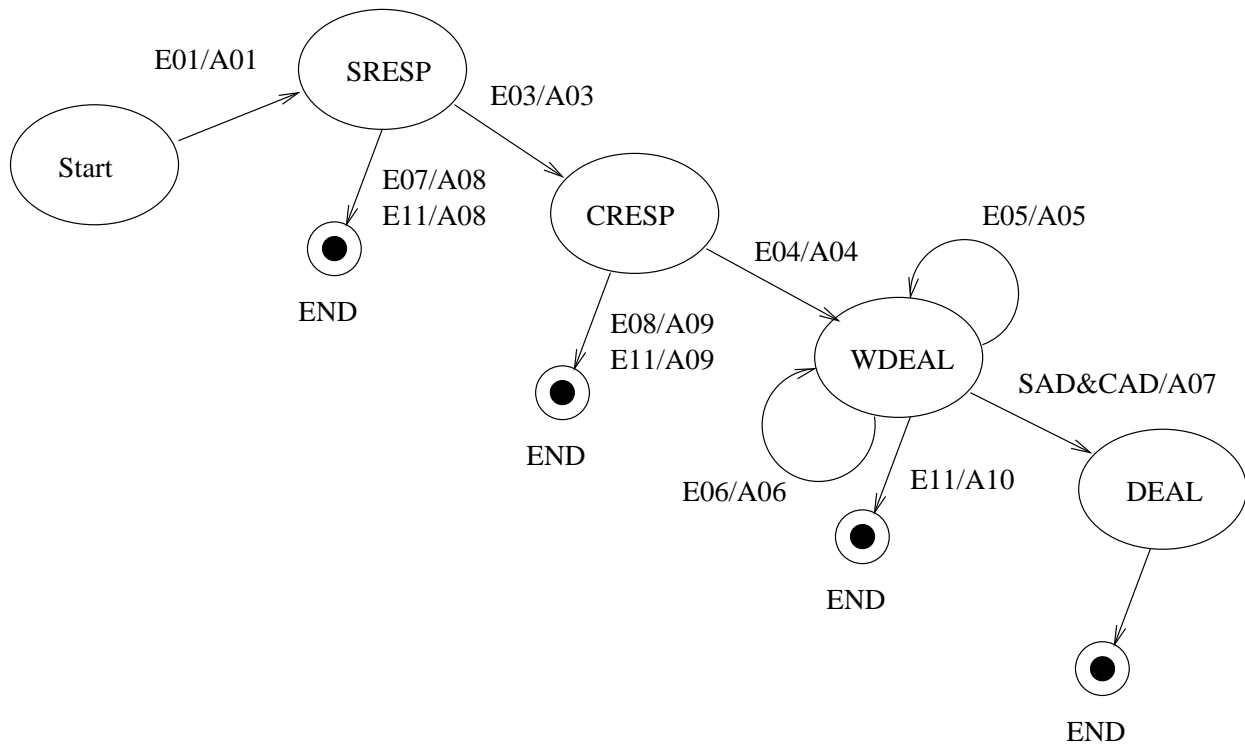 E01/A01
SRESP
E03/A03
Start
E07/A08
E11/A08
CRESP
E05/A05
E04/A04
END
E08/A09
E11/A09
WDEAL
SAD&CAD/A07
END
E06/A06
E11/A10
DEAL
END
END